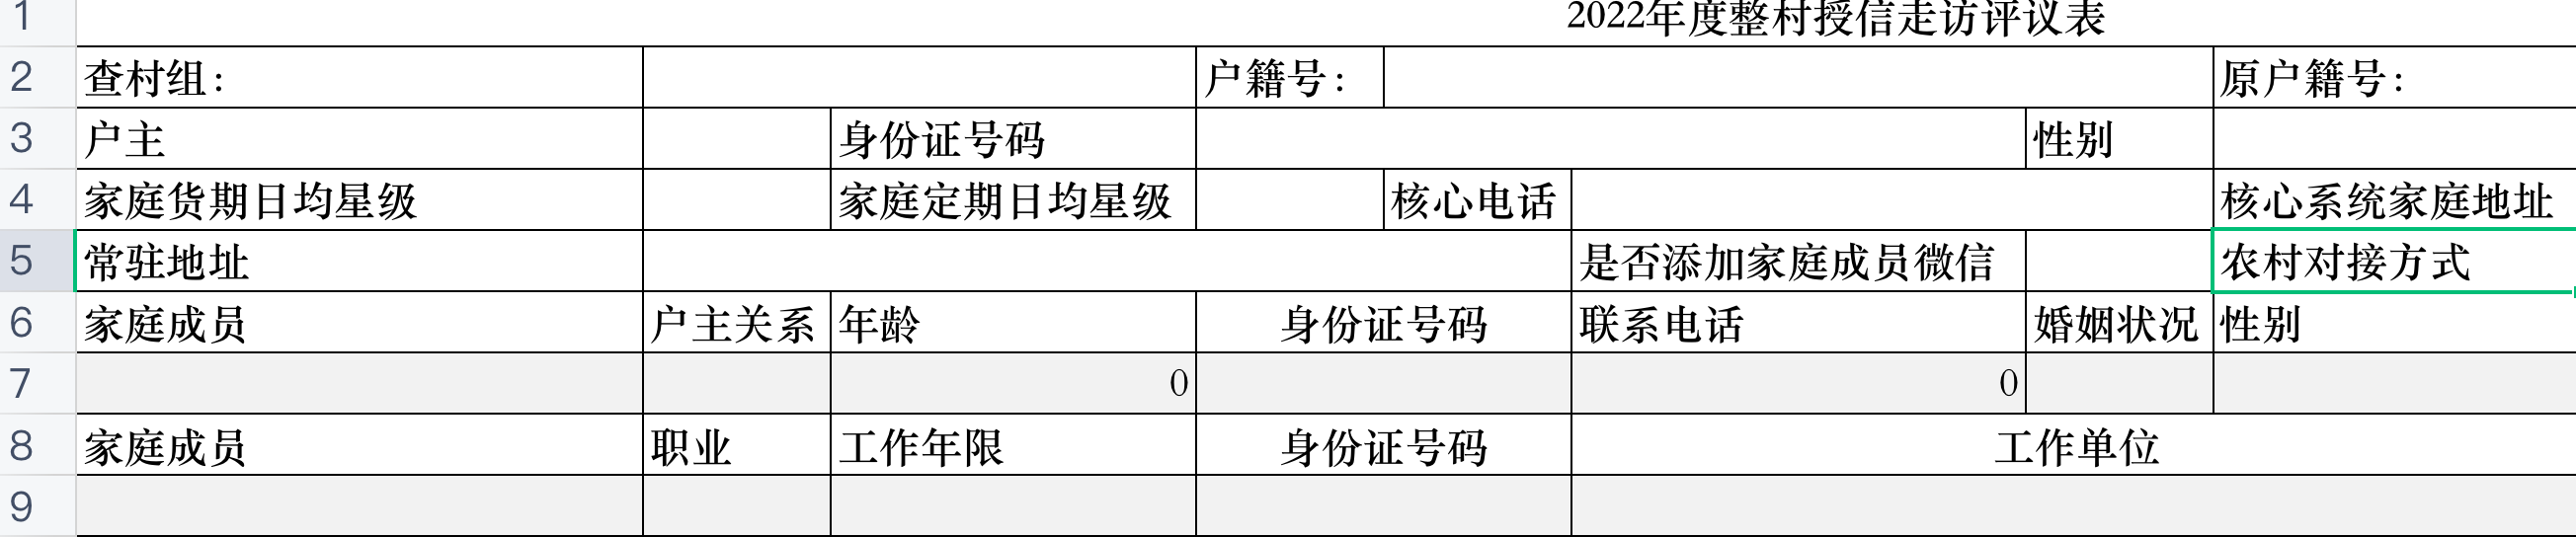 1 2022年度整村授信走访评议表
2 查村组： 户籍号： 原户籍号：
3 户主 身份证号码 性别
4 家庭货期日均星级 家庭定期日均星级 核心电话 核心系统家庭地址
5 常驻地址 是否添加家庭成员微信 农村对接方式
6 家庭成员 户主关系 年龄 身份证号码 联系电话 婚姻状况 性别
7 0 0
8 家庭成员 职业 工作年限 身份证号码 工作单位
9